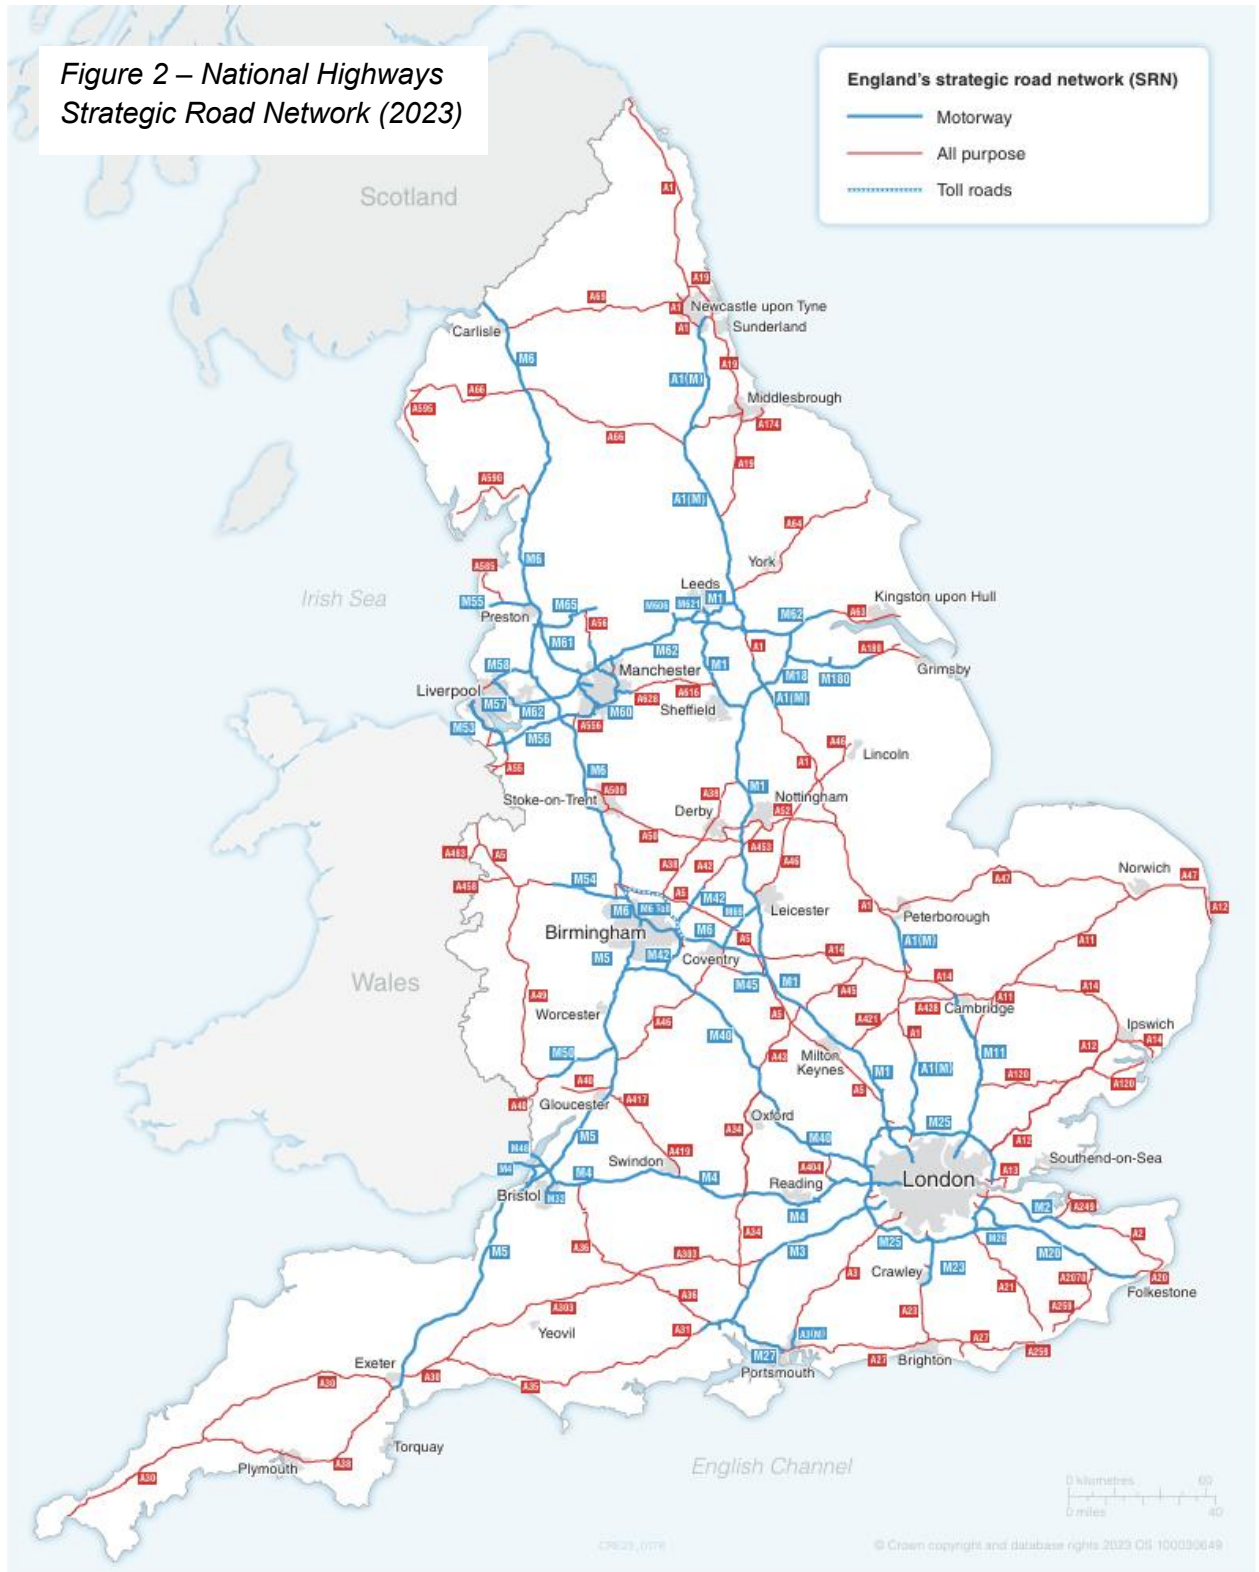 Figure 2 – National Highways
Strategic Road Network (2023)
England's strategic road network (SRN)
Motorway
All purpose
Toll roads
Scotland
A1
A19
A69
A1
Newcastle upon Tyne
A1
Sunderland
Carlisle
M6
A19
A1(M)
A66
Middlesbrough
A595
A174
A66
A19
A590
A1(M)
A64
M6
York
A585
Leeds
Irish Sea
M55
M65
M606
M621
M1
Kingston upon Hull
Preston
A56
M62
A63
M61
M62
A1
A180
M58
M1
Grimsby
Manchester
M18
M180
Liverpool
A628
A616
A1(M)
M57
M62
M60
Sheffield
M53
A556
M56
A46
Lincoln
A55
M6
A1
M1
A500
A38
Nottingham
Stoke-on-Trent
Derby
A52
A50
A453
A483
A5
A38
A42
A46
Norwich
A458
M54
A5
A47
A47
M42
A1
A12
M6
M6 Toll
M69
Leicester
Peterborough
Birmingham
M6
A5
A1(M)
A11
M5
M42
Coventry
A14
Wales
M45
M1
A14
A14
A49
A45
A11
A428
Cambridge
Worcester
A46
A5
A421
Ipswich
M40
A1
A14
M50
A43
Milton
Keynes
M11
A12
M1
A1(M)
A120
A40
A5
A120
A40
Gloucester
A417
Oxford
M25
M5
A34
M40
A12
M48
A419
Southend-on-Sea
M4
Swindon
A404
A13
M4
M4
Reading
London
Bristol
M32
M4
M2
A249
A36
A34
M25
M26
A2
M5
A303
M3
M20
Crawley
M23
A3
A2070
A20
A21
Folkestone
A36
A303
A23
A259
Yeovil
A31
A3(M)
A27
M27
A27
Brighton
A259
Exeter
Portsmouth
A30
A30
A35
Torquay
Plymouth
A38
A30
English Channel
0 kilometres 60
0 miles 40
© Crown copyright and database rights 2023 OS 100030649